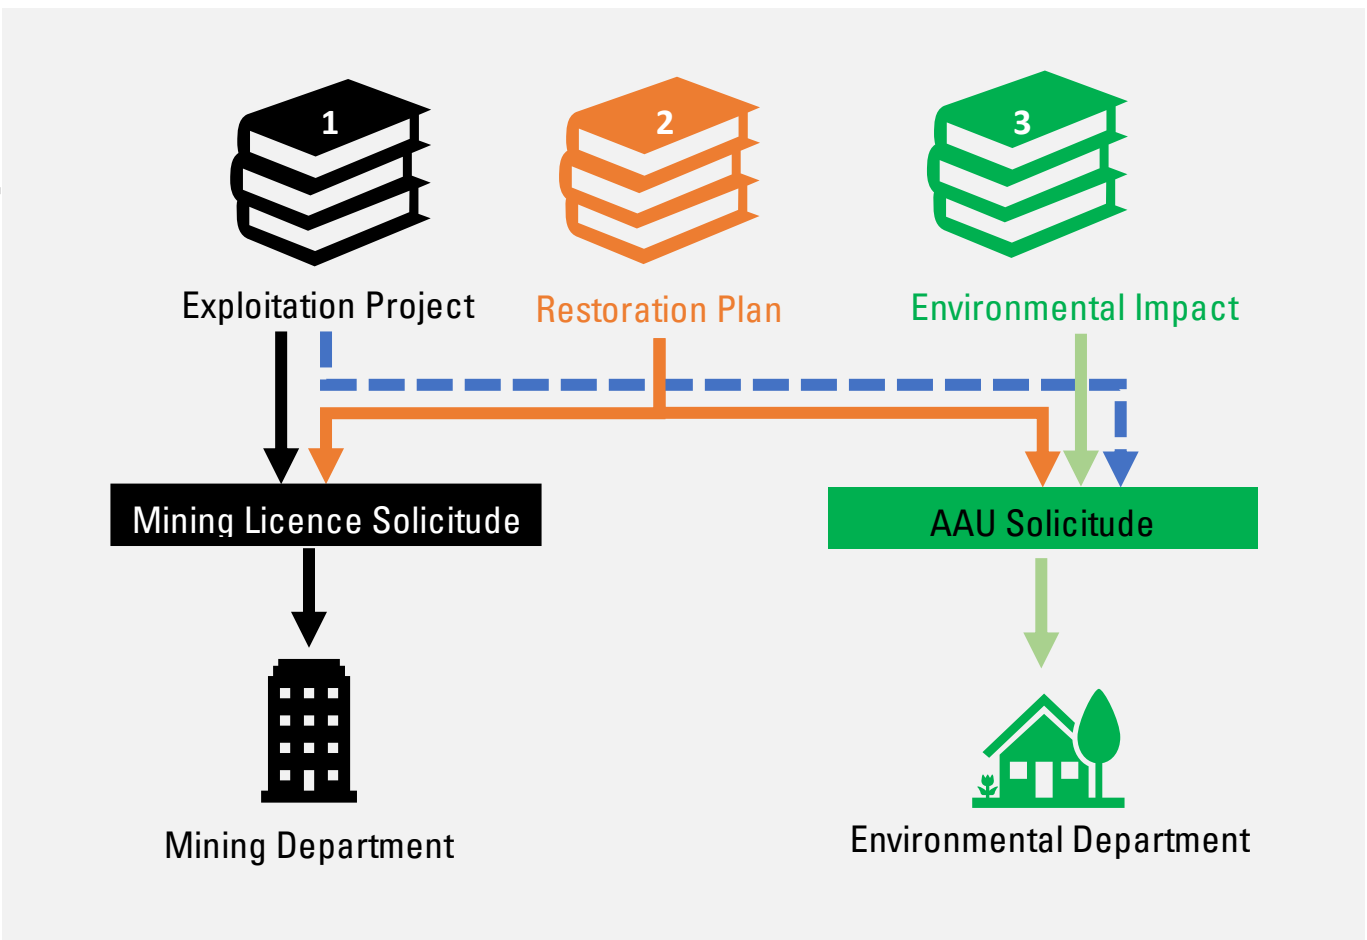 1
2
3
Exploitation Project
Restoration Plan
Environmental Impact
Mining Licence Solicitude
AAU Solicitude
Mining Department
Environmental Department